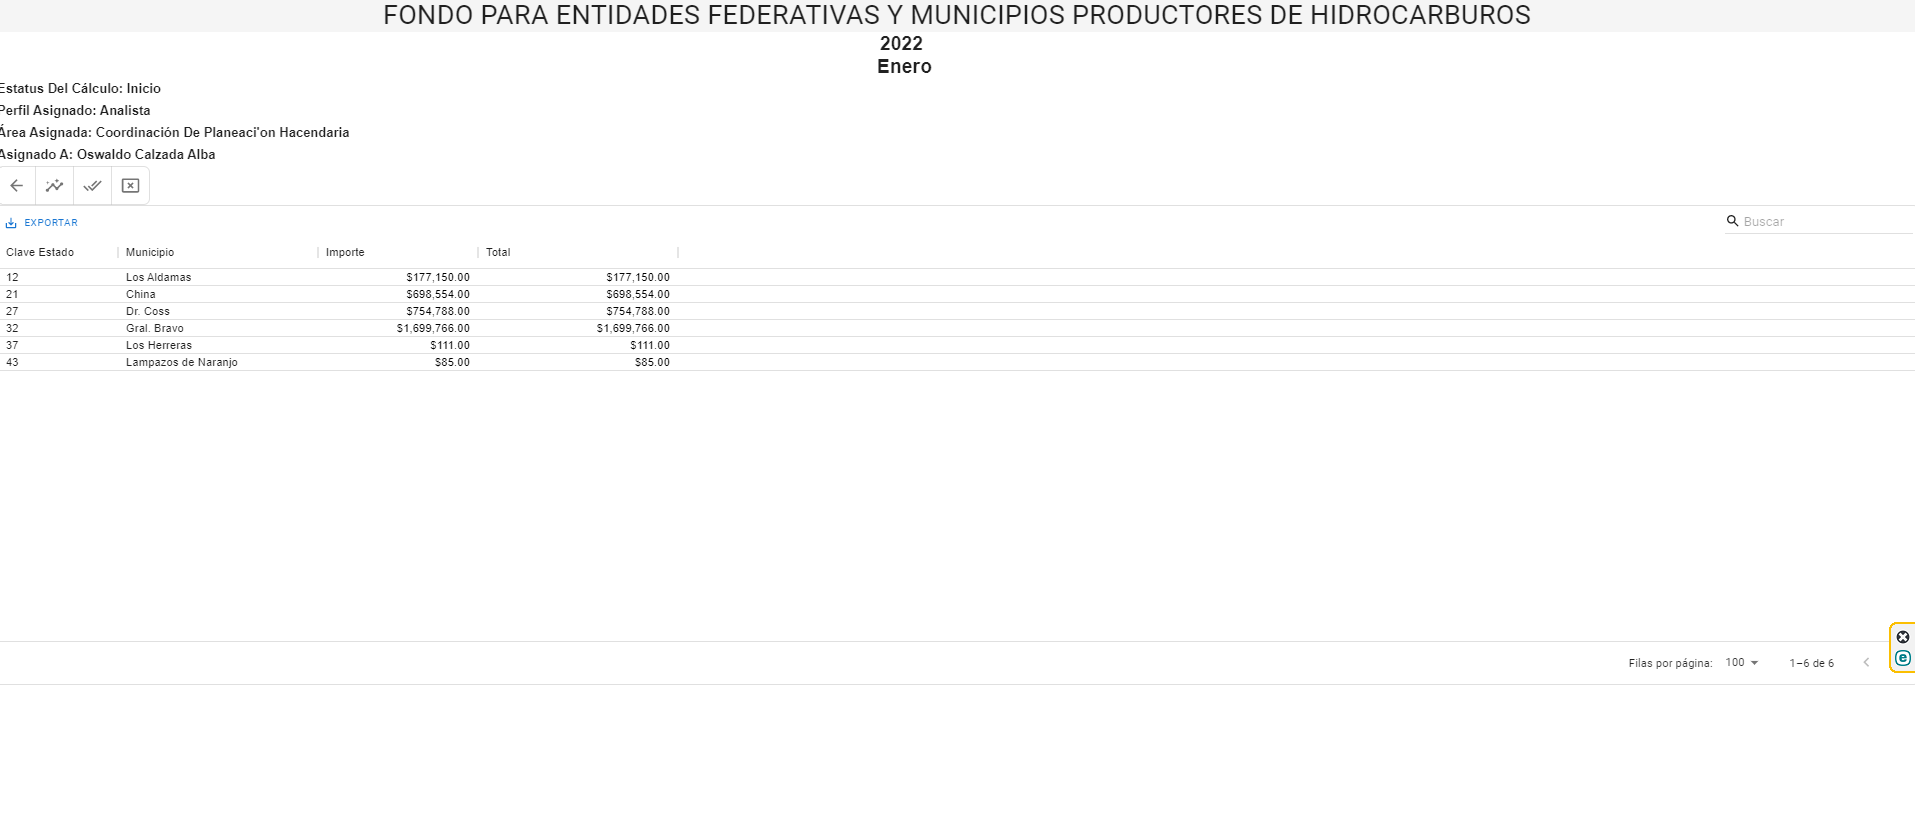 FONDO PARA ENTIDADES FEDERATIVAS Y MUNICIPIOS PRODUCTORES DE HIDROCARBUROS
2022
Enero
Estatus Del Cálculo: Inicio
Perfil Asignado: Analista
Área Asignada: Coordinación De Planeaci'on Hacendaria
Asignado A: Oswaldo Calzada Alba
EXPORTAR
Buscar
Clave Estado Municipio Importe Total
12 Los Aldamas $177,150.00 $177,150.00
21 China $698,554.00 $698,554.00
27 Dr. Coss $754,788.00 $754,788.00
32 Gral. Bravo $1,699,766.00 $1,699,766.00
37 Los Herreras $111.00 $111.00
43 Lampazos de Naranjo $85.00 $85.00
Filas por página: 100 1–6 de 6